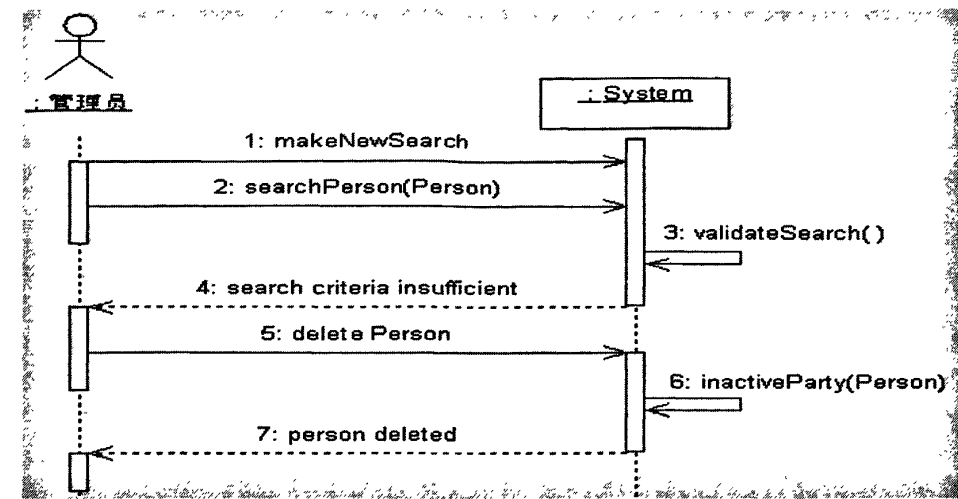 : 管理员
: System
1: makeNewSearch
2: searchPerson(Person)
3: validateSearch( )
4: search criteria insufficient
5: delete Person
6: inactiveParty(Person)
7: person deleted